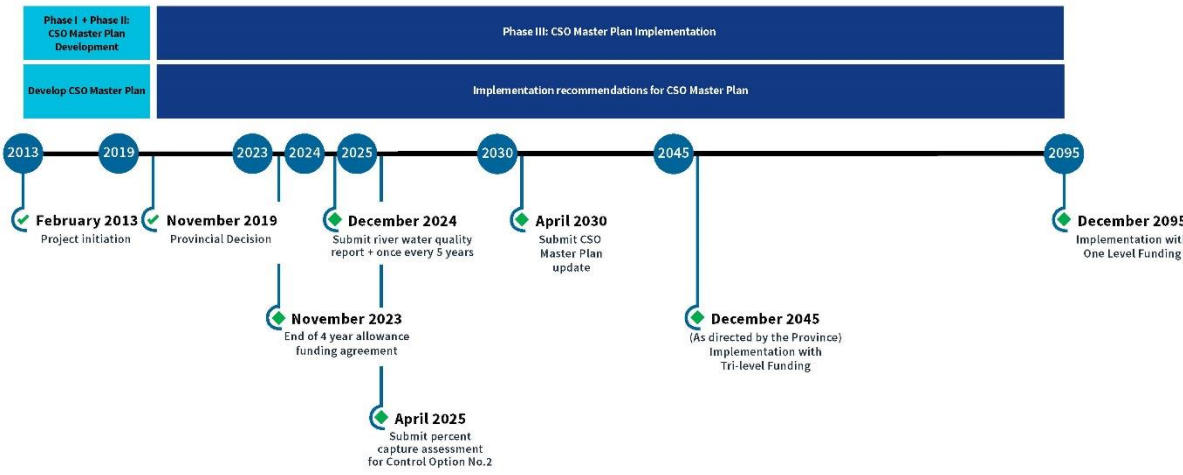 Phase I + Phase II:
CSO Master Plan
Development
Phase III: CSO Master Plan Implementation
Develop CSO Master Plan
Implementation recommendations for CSO Master Plan
2013
2019
2023
2024
2025
2030
2045
2095
February 2013
Project initiation
November 2019
Provincial Decision
December 2024
Submit river water quality
report + once every 5 years
April 2030
Submit CSO
Master Plan
update
December 2095
Implementation with
One Level Funding
November 2023
End of 4 year allowance
funding agreement
December 2045
(As directed by the Province)
Implementation with
Tri-level Funding
April 2025
Submit percent
capture assessment
for Control Option No.2